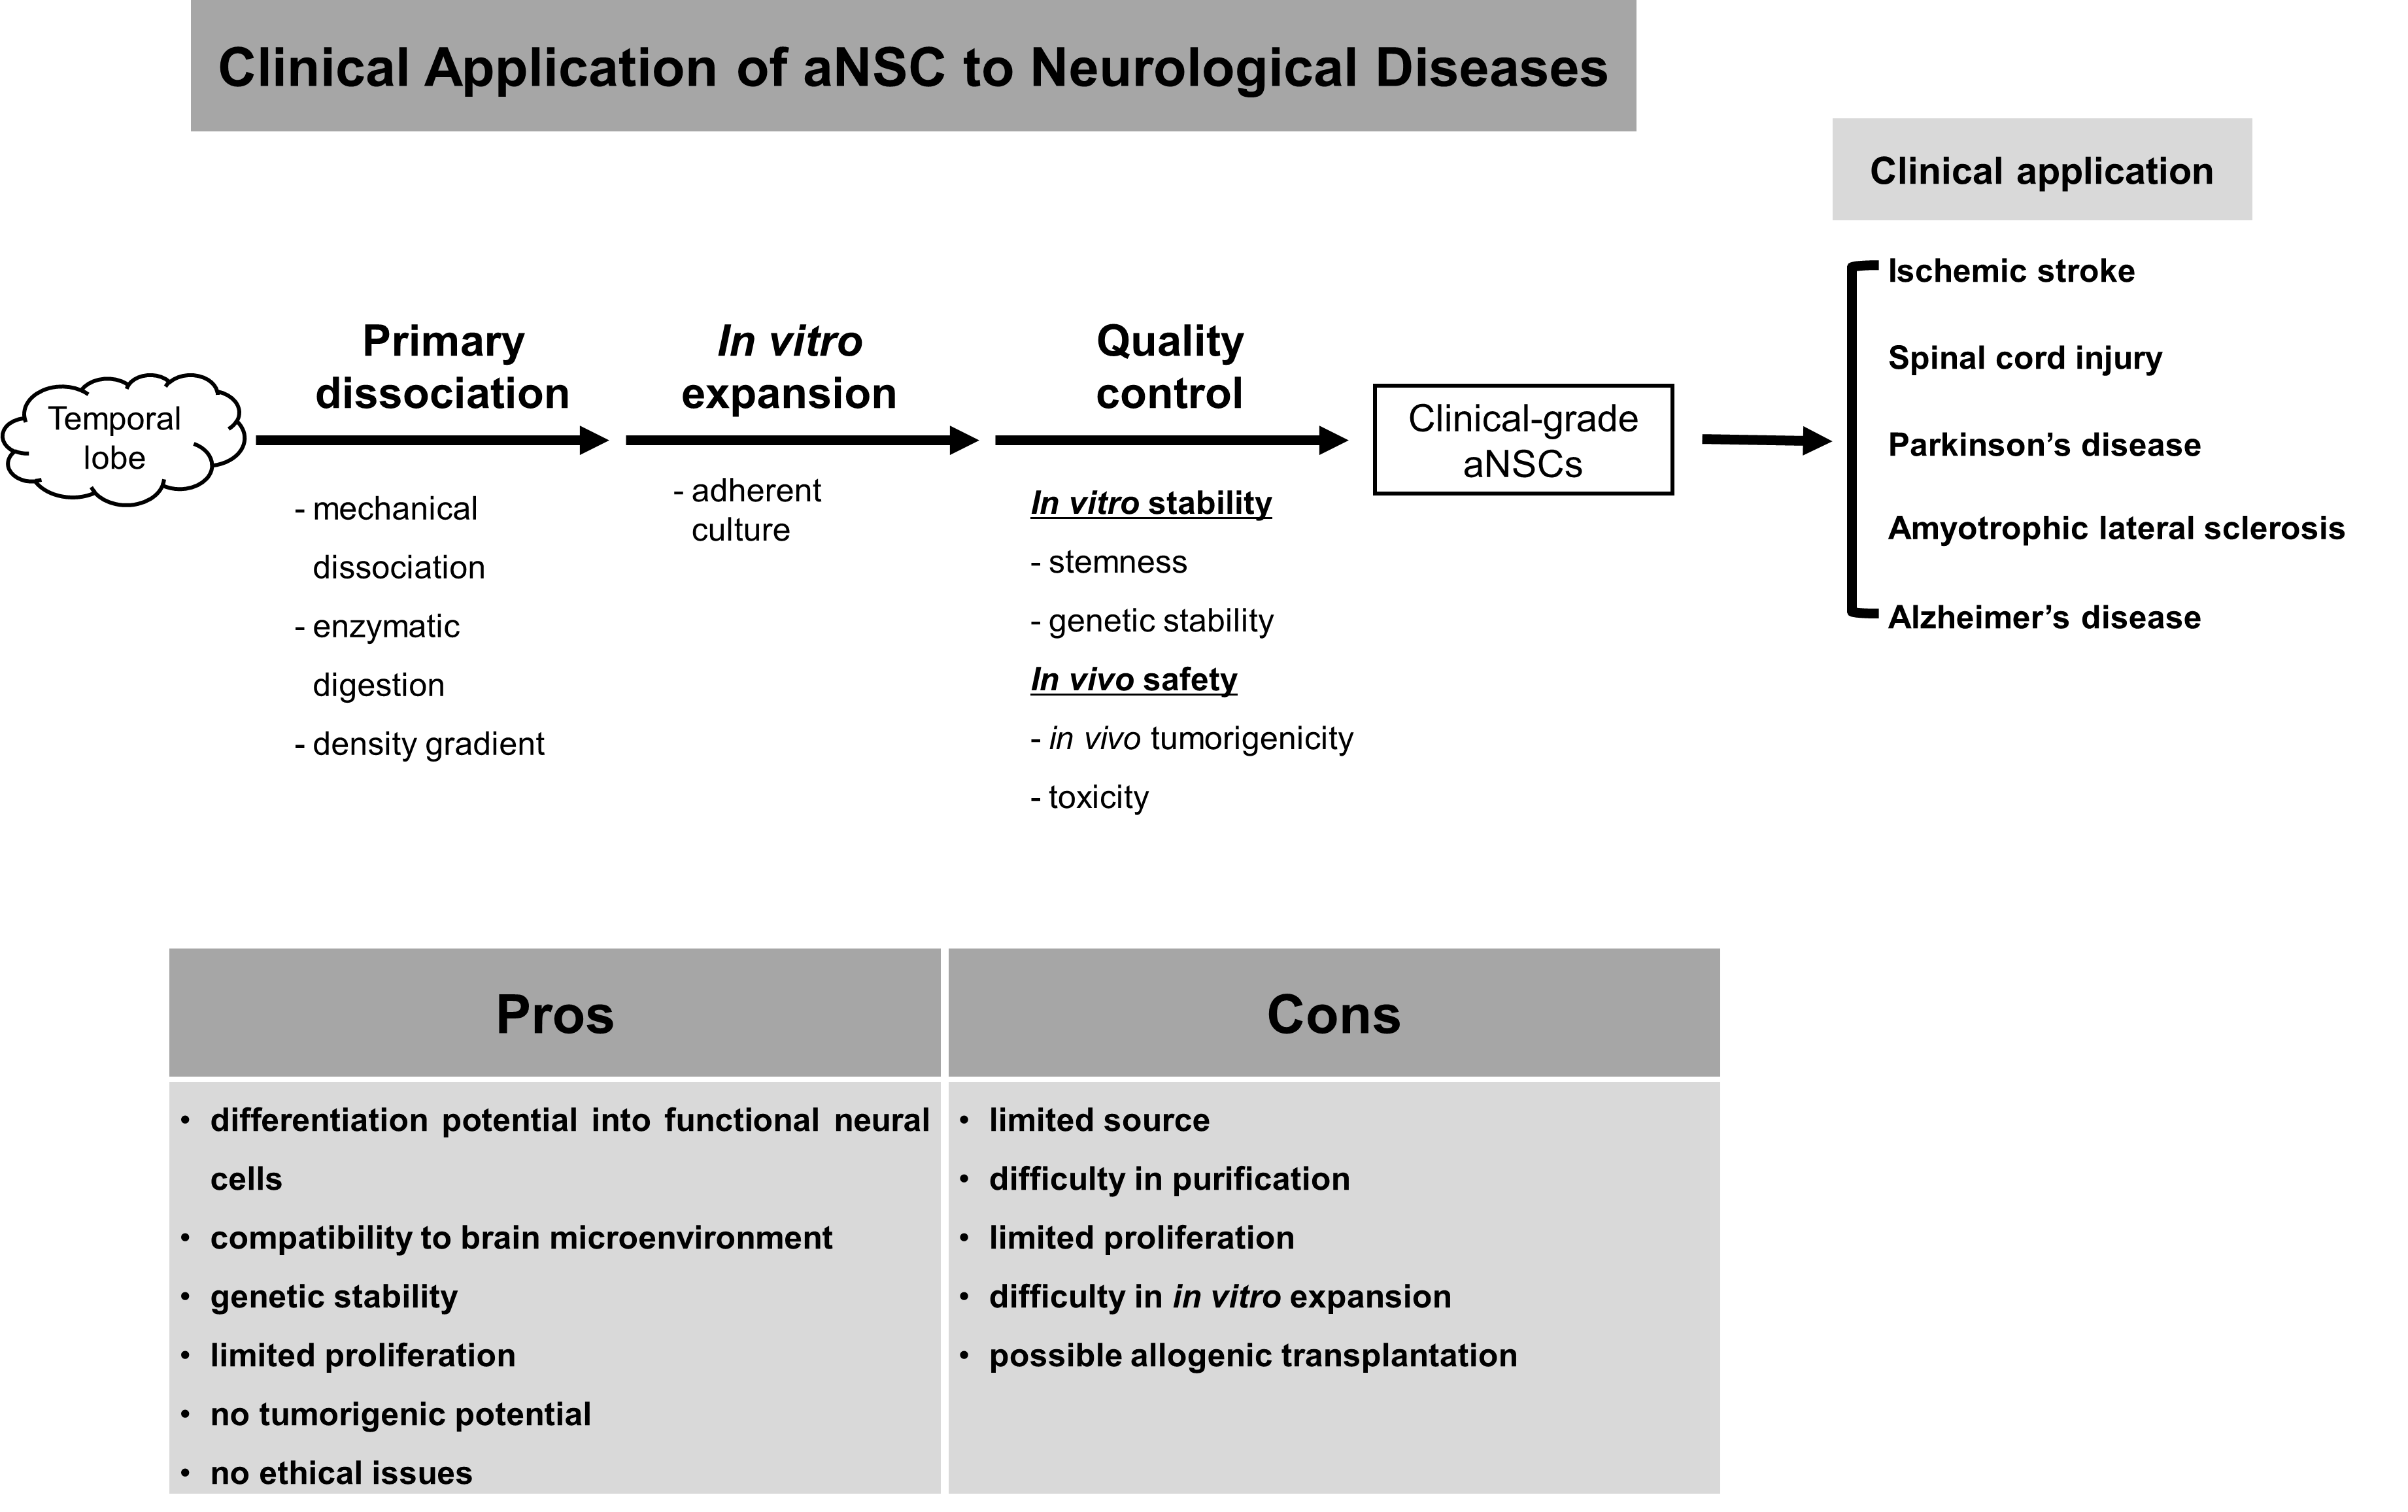 Clinical Application of aNSC to Neurological Diseases
Clinical application
Temporal
lobe
Primary
dissociation
- mechanical
dissociation
- enzymatic
digestion
- density gradient
In vitro
expansion
- adherent
culture
Quality
control
In vitro stability
- stemness
- genetic stability
In vivo safety
- in vivo tumorigenicity
- toxicity
Clinical-grade
aNSCs
Ischemic stroke
Spinal cord injury
Parkinson’s disease
Amyotrophic lateral sclerosis
Alzheimer’s disease
Pros
• differentiation potential into functional neural
cells
• compatibility to brain microenvironment
• genetic stability
• limited proliferation
• no tumorigenic potential
• no ethical issues
Cons
• limited source
• difficulty in purification
• limited proliferation
• difficulty in in vitro expansion
• possible allogenic transplantation